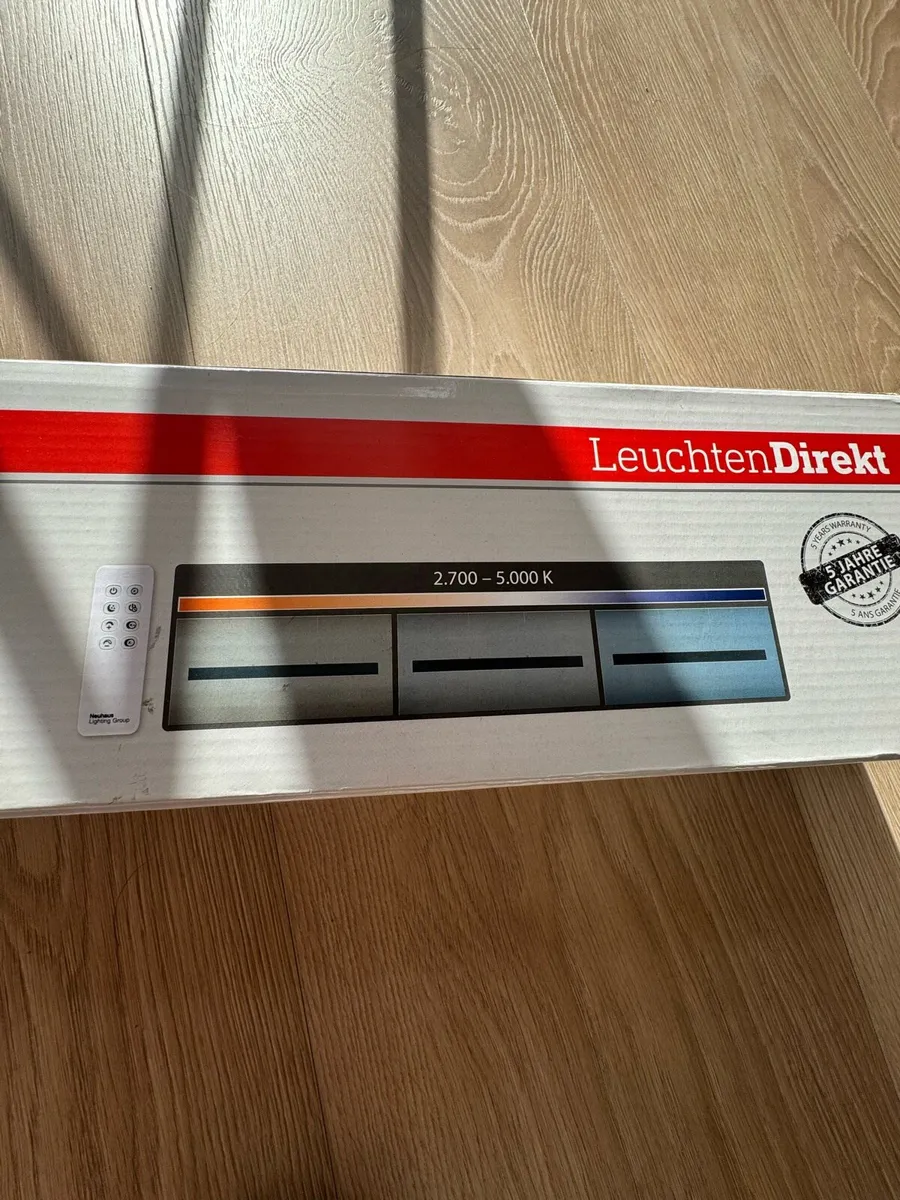 LeuchtenDirekt
5 YEARS WARRANTY
5 JAHRE
GARANTIE
5 ANS GARANTIE
2.700 – 5.000 K
Neuhaus
Lighting Group